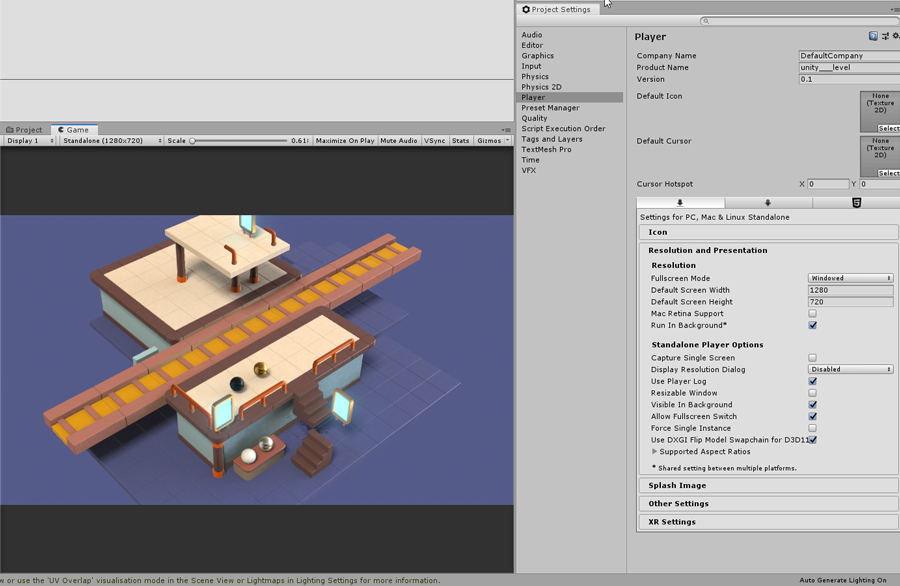 Project Settings
Audio
Editor
Graphics
Input
Physics
Physics 2D
Player
Preset Manager
Quality
Script Execution Order
Tags and Layers
TextMesh Pro
Time
VFX
Player
Company Name DefaultCompany
Product Name unity___level
Version 0.1
Default Icon None (Texture 2D) Select
Default Cursor None (Texture 2D) Select
Cursor Hotspot X 0 Y 0
Settings for PC, Mac & Linux Standalone
Icon
Resolution and Presentation
Resolution
Fullscreen Mode Windowed
Default Screen Width 1280
Default Screen Height 720
Mac Retina Support
Run In Background*
Standalone Player Options
Capture Single Screen
Display Resolution Dialog Disabled
Use Player Log
Resizable Window
Visible In Background
Allow Fullscreen Switch
Force Single Instance
Use DXGI Flip Model Swapchain for D3D11
Supported Aspect Ratios
* Shared setting between multiple platforms.
Splash Image
Other Settings
XR Settings
Project Game
Display 1 Standalone (1280x720) Scale 0.61 Maximize On Play Mute Audio VSync Stats Gizmos
w or use the 'UV Overlap' visualisation mode in the Scene View or Lightmaps in Lighting Settings for more information.
Auto Generate Lighting On